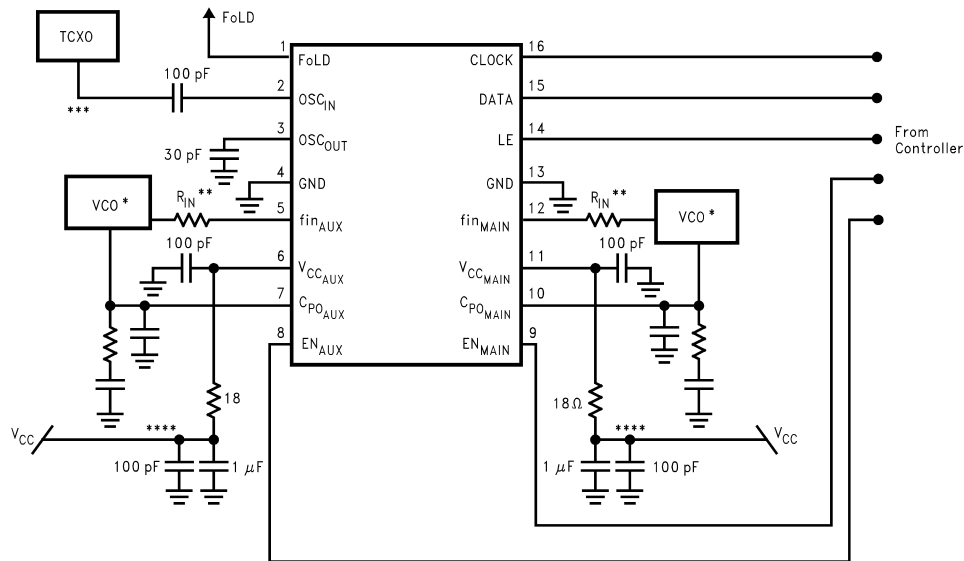 FoLD
TCXO
***
100 pF
1
FoLD
2
OSC_IN
3
OSC_OUT
30 pF
4
GND
VCO *
R_IN **
5
fin_AUX
100 pF
6
V_CC_AUX
7
C_PO_AUX
8
EN_AUX
18
V_CC
****
100 pF
1 μF
16
CLOCK
15
DATA
14
LE
From
Controller
13
GND
R_IN **
12
fin_MAIN
VCO *
100 pF
11
V_CC_MAIN
10
C_PO_MAIN
9
EN_MAIN
18Ω
****
V_CC
1 μF
100 pF